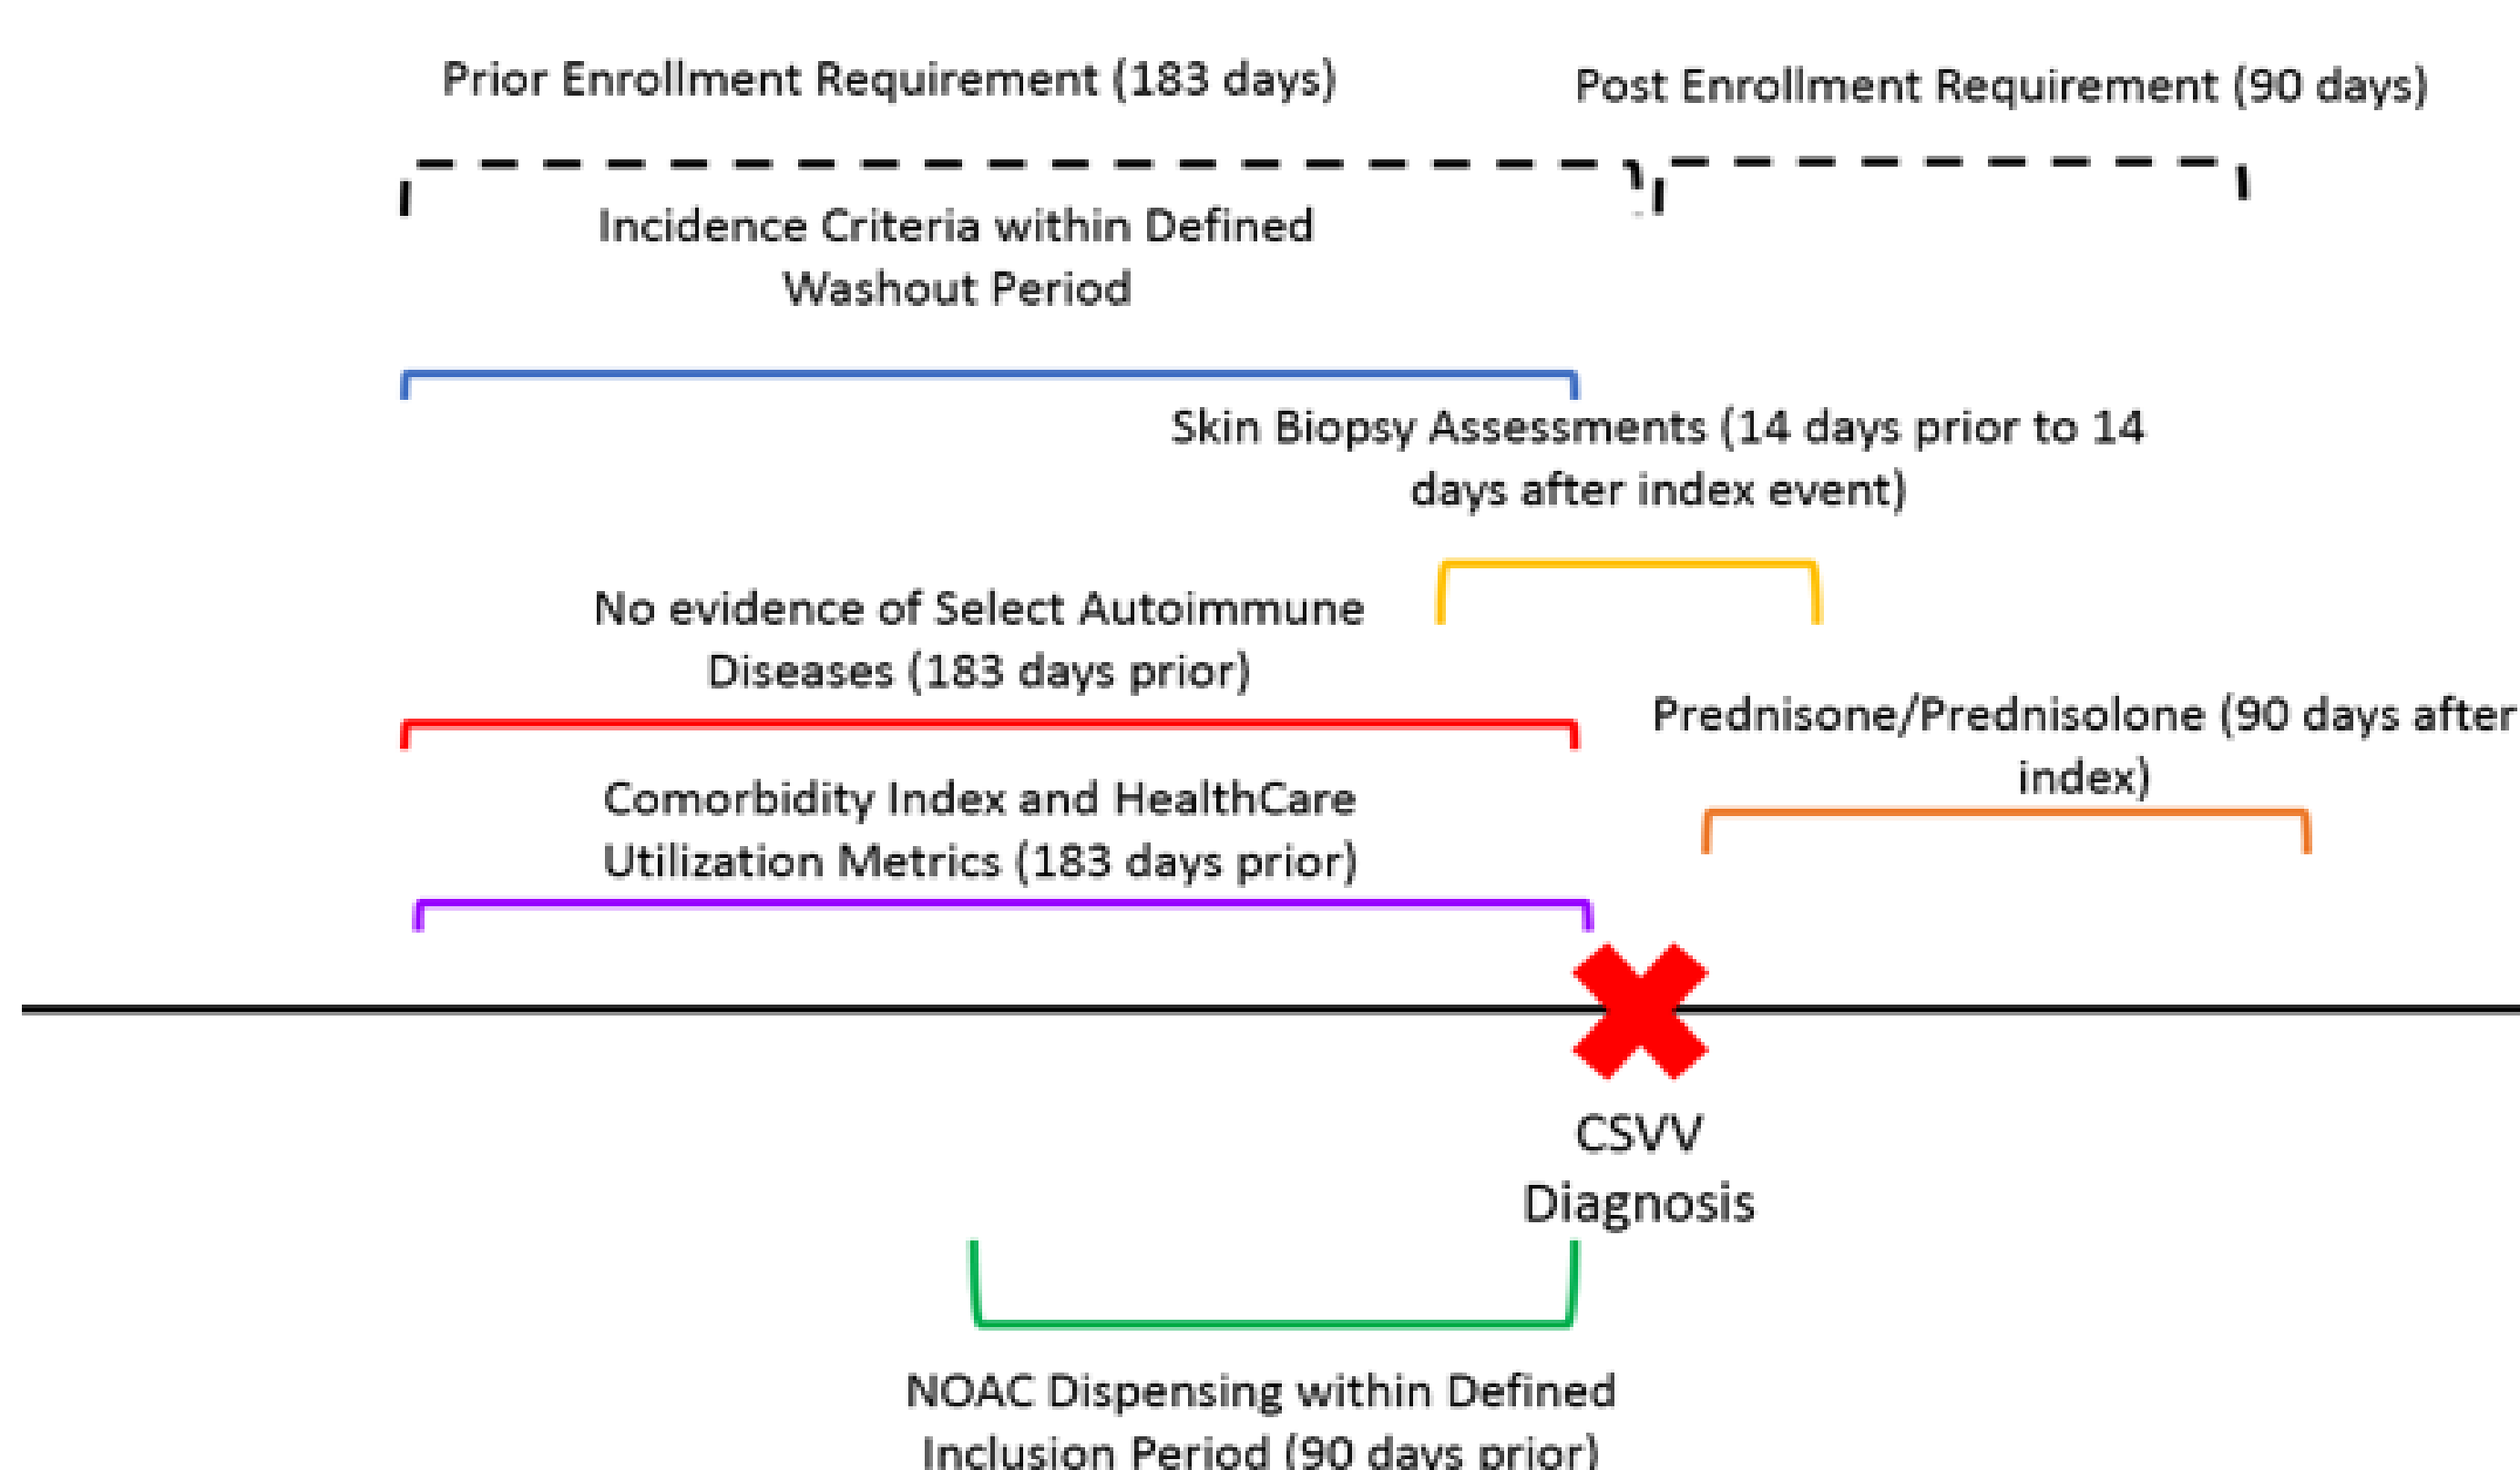 Prior Enrollment Requirement (183 days)
Post Enrollment Requirement (90 days)
Incidence Criteria within Defined
Washout Period
Skin Biopsy Assessments (14 days prior to 14
days after index event)
No evidence of Select Autoimmune
Diseases (183 days prior)
Prednisone/Prednisolone (90 days after
index)
Comorbidity Index and HealthCare
Utilization Metrics (183 days prior)
CSVV
Diagnosis
NOAC Dispensing within Defined
Inclusion Period (90 days prior)